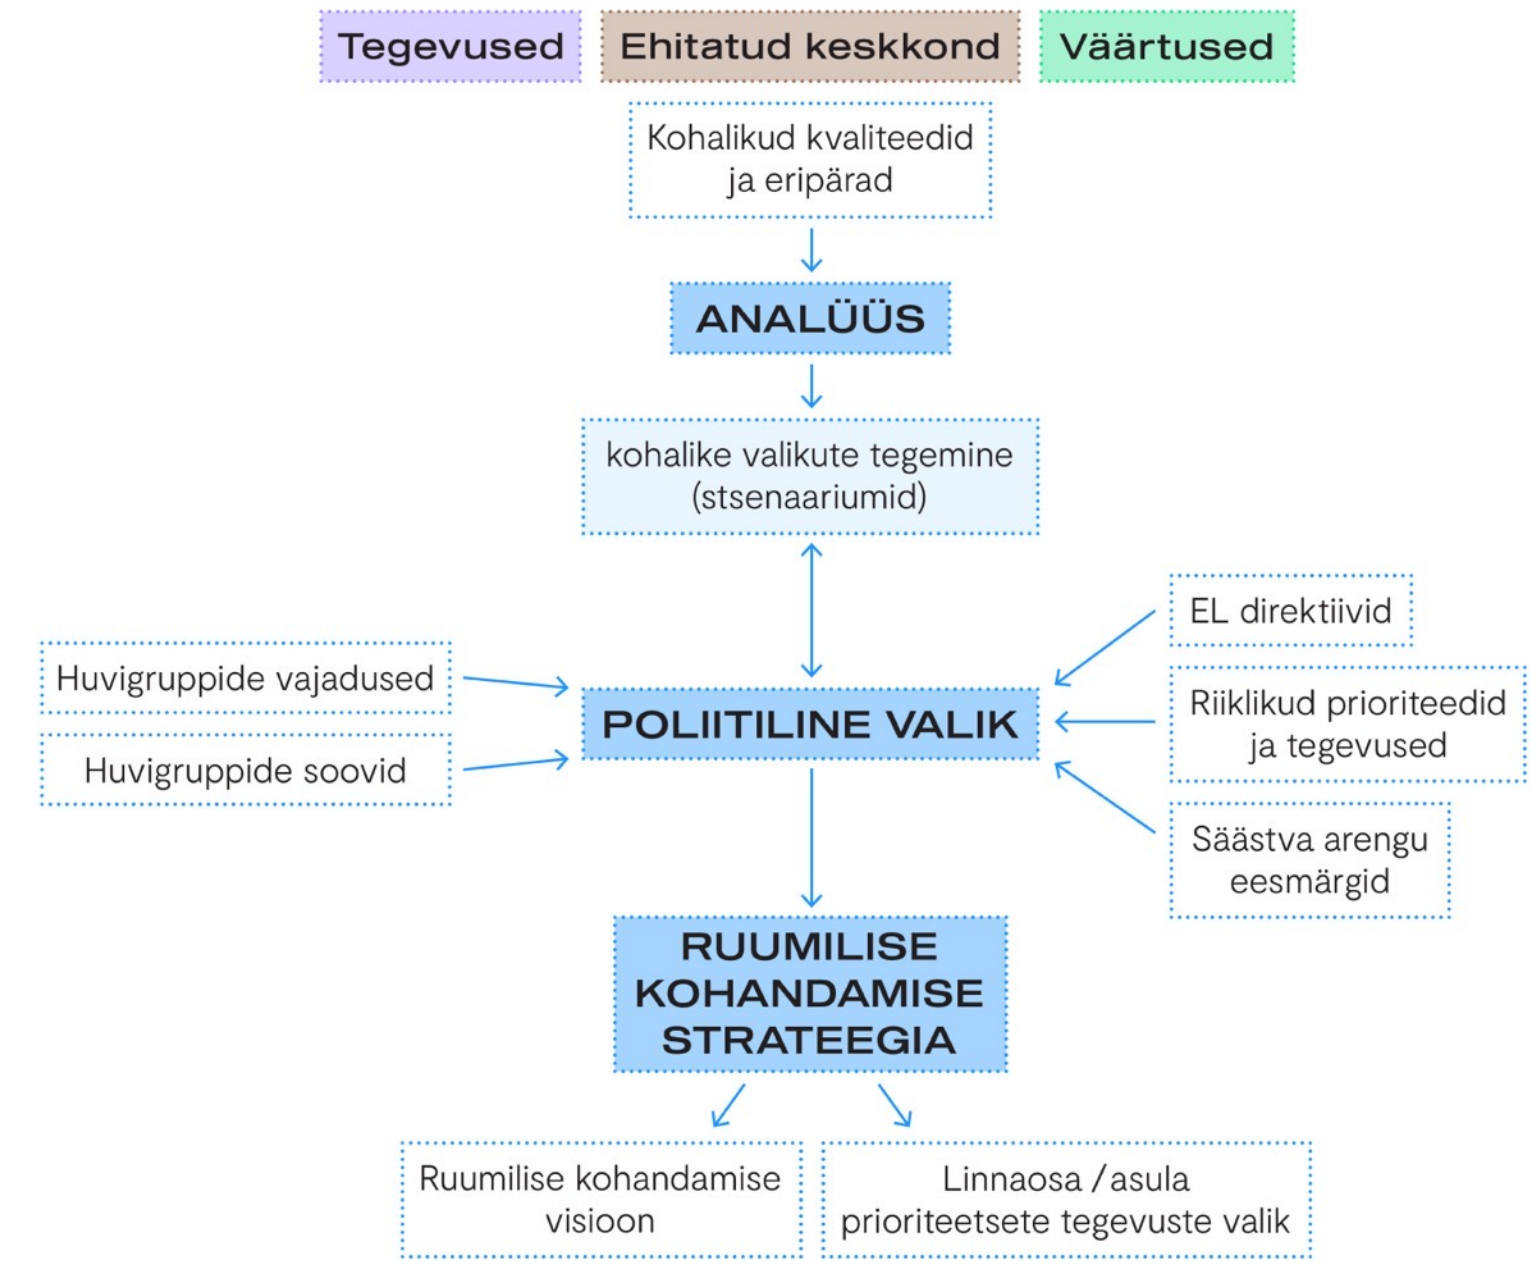 Tegevused
Ehitatud keskkond
Väärtused
Kohalikud kvaliteedid
ja eripärad
ANALÜÜS
kohalike valikute tegemine
(stsenaariumid)
Huvigruppide vajadused
Huvigruppide soovid
POLIITILINE VALIK
EL direktiivid
Riiklikud prioriteedid
ja tegevused
Säästva arengu
eesmärgid
RUUMILISE
KOHANDAMISE
STRATEEGIA
Ruumilise kohandamise
visioon
Linnaosa /asula
prioriteetsete tegevuste valik